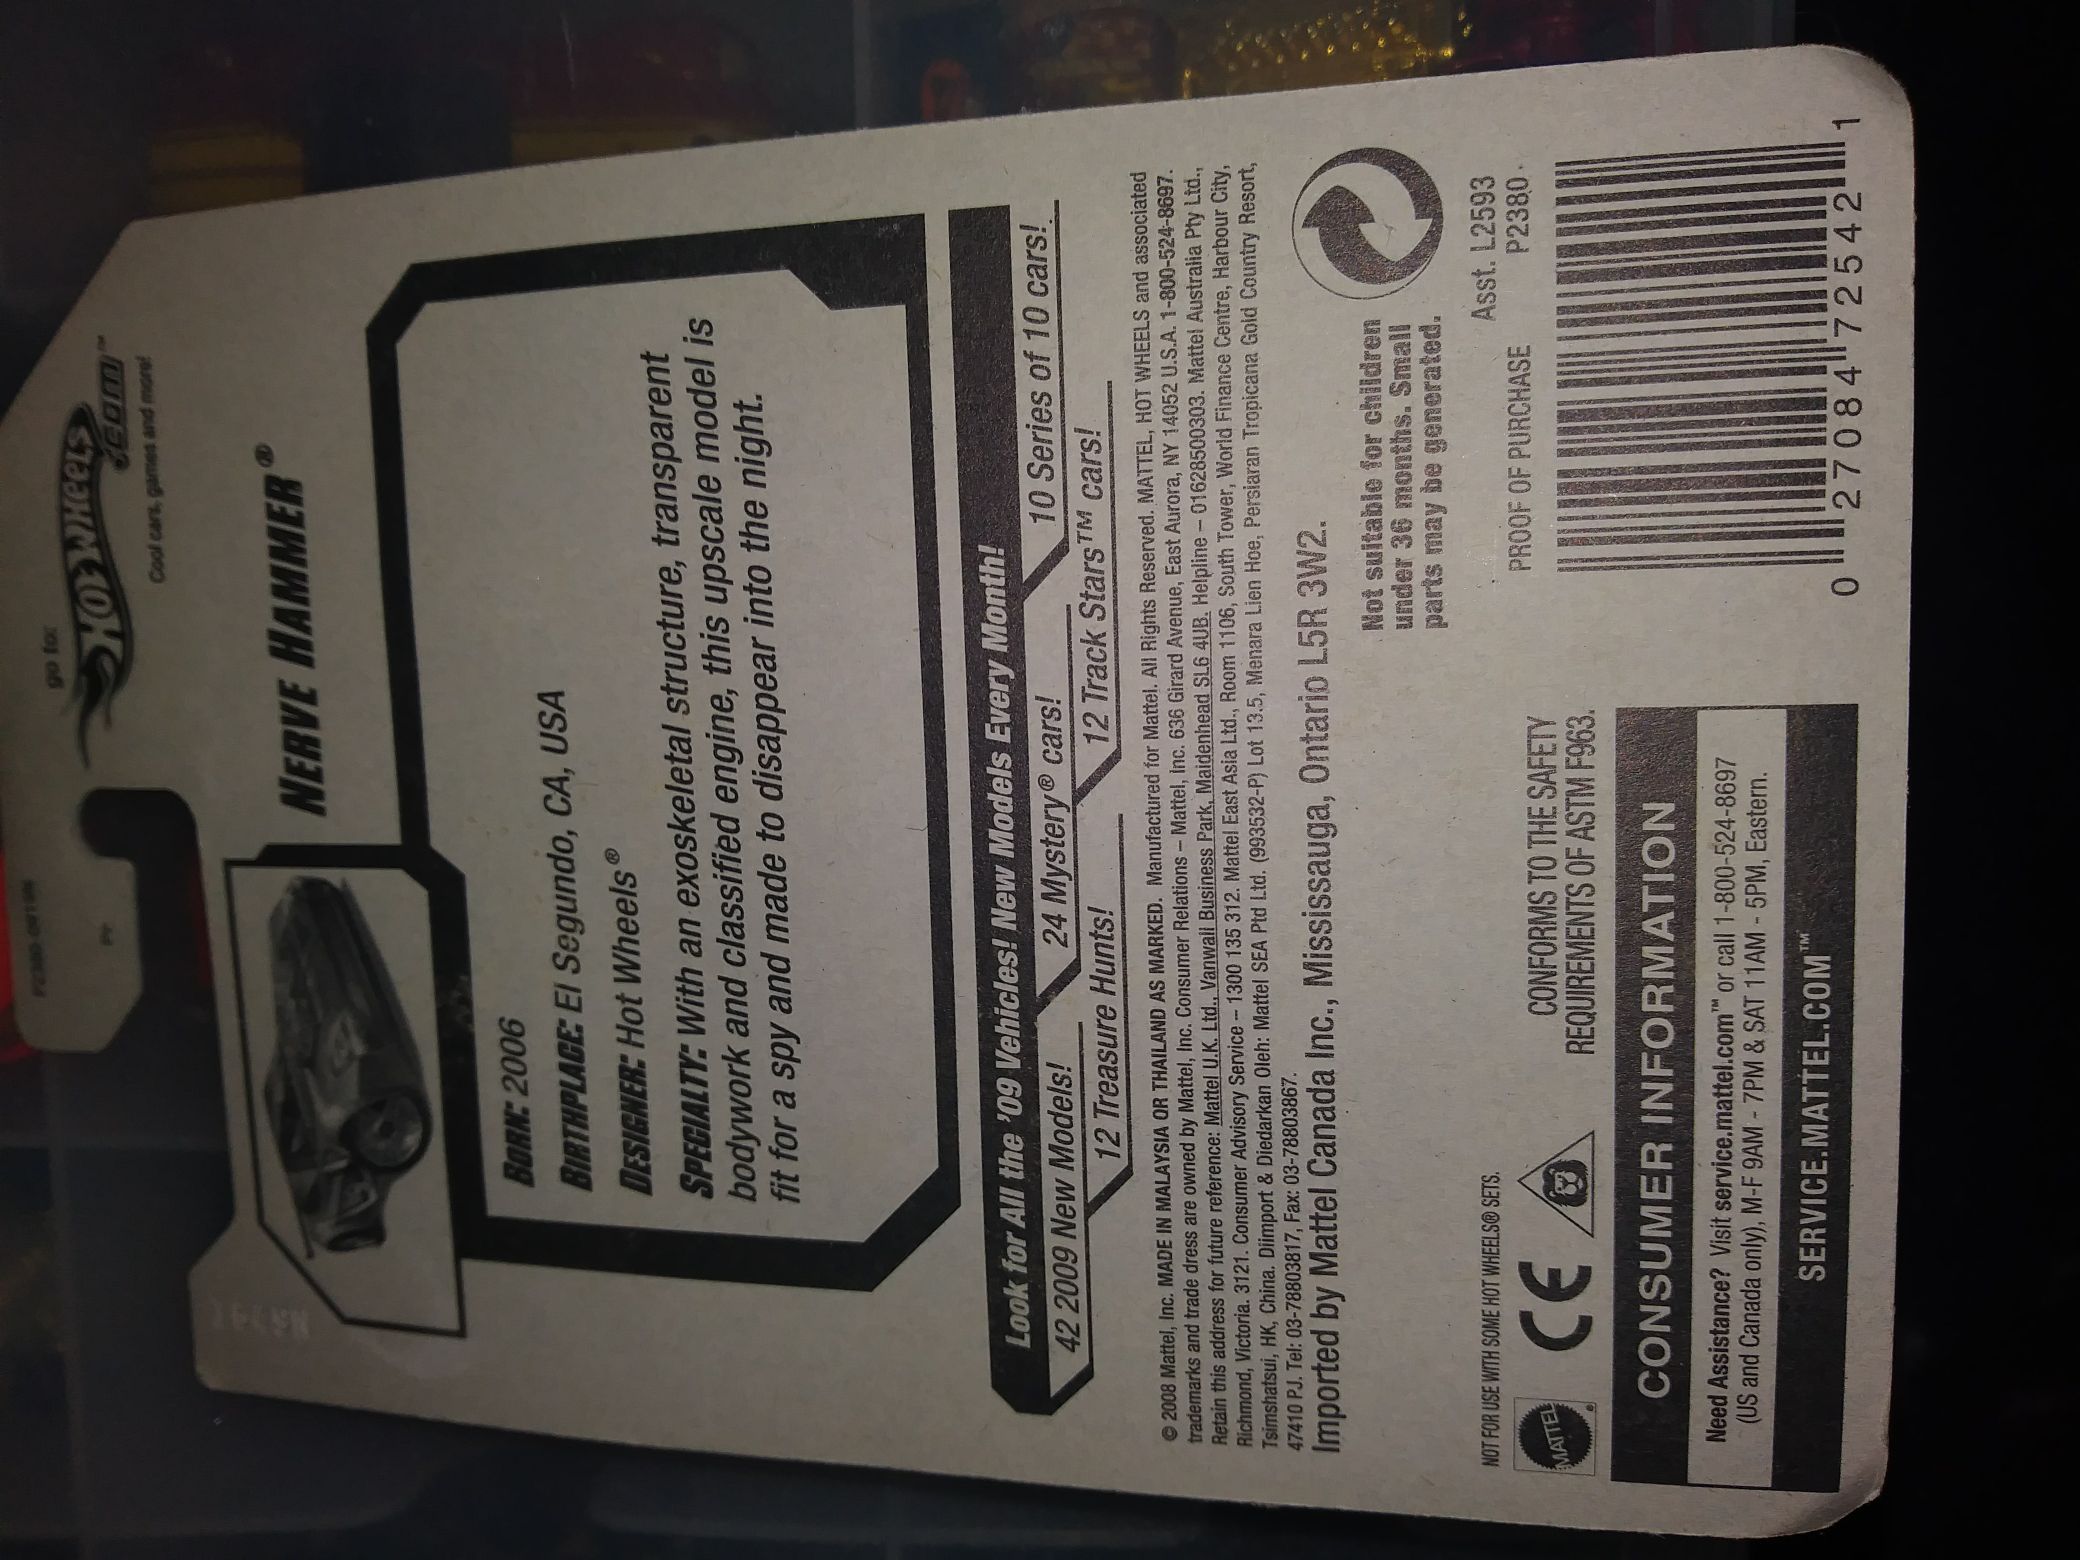 go to:
HOT WHEELS
.com™
Cool cars, games and more!
NERVE HAMMER®
BORN: 2006
BIRTHPLACE: El Segundo, CA, USA
DESIGNER: Hot Wheels®
SPECIALTY: With an exoskeletal structure, transparent
bodywork and classified engine, this upscale model is
fit for a spy and made to disappear into the night.
Look for All the '09 Vehicles! New Models Every Month!
42 2009 New Models!
24 Mystery® cars!
10 Series of 10 cars!
12 Treasure Hunts!
12 Track Stars™ cars!
© 2008 Mattel, Inc. MADE IN MALAYSIA OR THAILAND AS MARKED. Manufactured for Mattel. All Rights Reserved. MATTEL, HOT WHEELS and associated
trademarks and trade dress are owned by Mattel, Inc. Consumer Relations – Mattel, Inc. 636 Girard Avenue, East Aurora, NY 14052 U.S.A. 1-800-524-8697.
Retain this address for future reference: Mattel U.K. Ltd., Vanwall Business Park, Maidenhead SL6 4UB. Helpline – 01628500303. Mattel Australia Pty Ltd.,
Richmond, Victoria. 3121. Consumer Advisory Service – 1300 135 312. Mattel East Asia Ltd., Room 1106, South Tower, World Finance Centre, Harbour City,
Tsimshatsui, HK, China. Diimport & Diedarkan Oleh: Mattel SEA Ptd Ltd. (993532-P) Lot 13.5, Menara Lien Hoe, Persiaran Tropicana Gold Country Resort,
47410 PJ. Tel: 03-78803817, Fax: 03-78803867.
Imported by Mattel Canada Inc., Mississauga, Ontario L5R 3W2.
Not suitable for children
under 36 months. Small
parts may be generated.
NOT FOR USE WITH SOME HOT WHEELS® SETS.
MATTEL
CE
CONFORMS TO THE SAFETY
REQUIREMENTS OF ASTM F963.
Asst. L2593
PROOF OF PURCHASE P2380
0 27084 72542 1
CONSUMER INFORMATION
Need Assistance? Visit service.mattel.com™ or call 1-800-524-8697
(US and Canada only), M-F 9AM - 7PM & SAT 11AM - 5PM, Eastern.
SERVICE.MATTEL.COM™